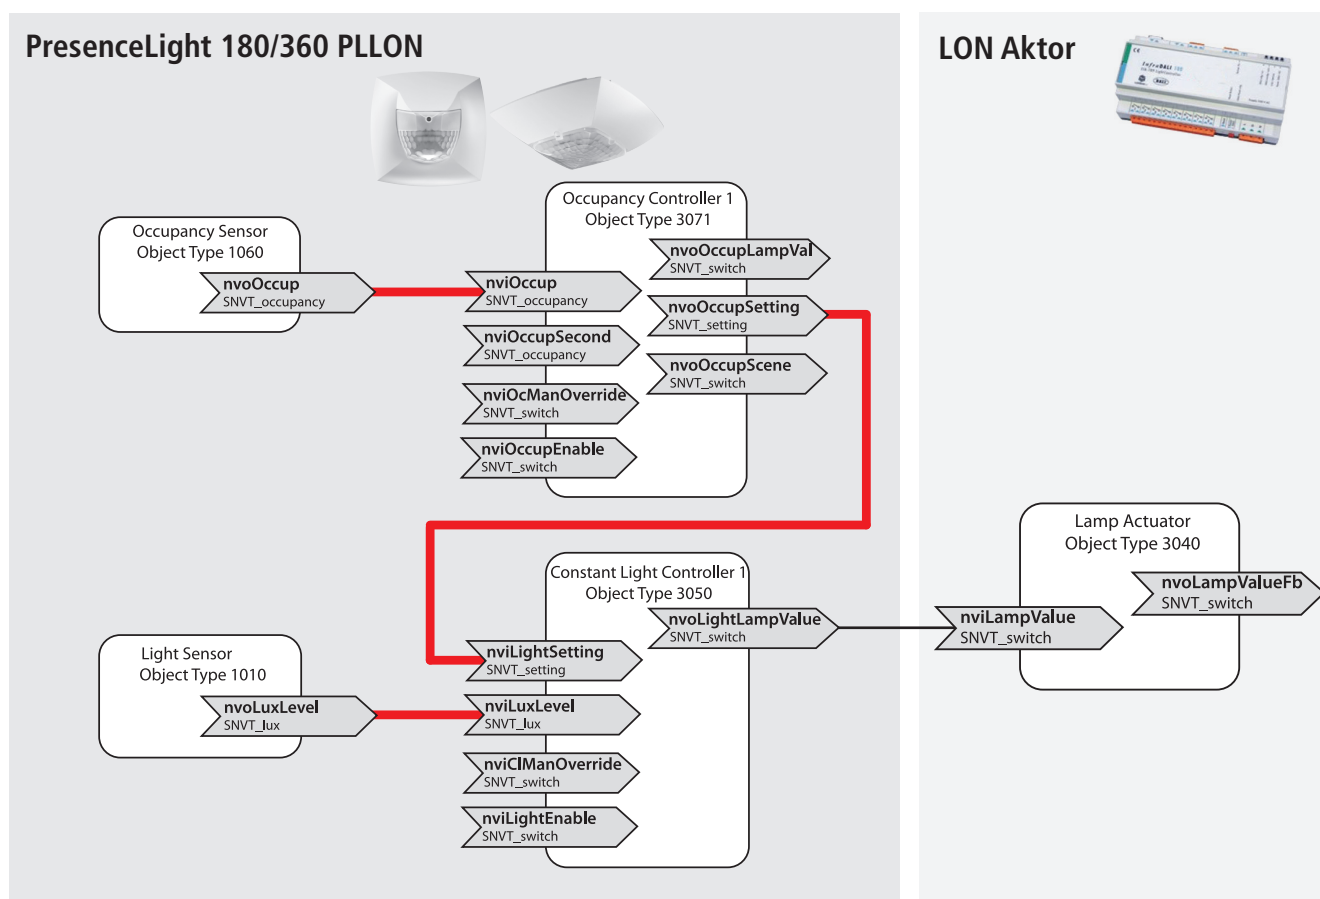 PresenceLight 180/360 PLLON
LON Aktor
Occupancy Sensor
Object Type 1060
nvoOccup
SNVT_occupancy
Occupancy Controller 1
Object Type 3071
nvoOccupLampVal
SNVT_switch
nviOccup
SNVT_occupancy
nvoOccupSetting
SNVT_setting
nviOccupSecond
SNVT_occupancy
nvoOccupScene
SNVT_switch
nviOcManOverride
SNVT_switch
nviOccupEnable
SNVT_switch
Constant Light Controller 1
Object Type 3050
nvoLightLampValue
SNVT_switch
nviLightSetting
SNVT_setting
Light Sensor
Object Type 1010
nvoLuxLevel
SNVT_lux
nviLuxLevel
SNVT_lux
nviClManOverride
SNVT_switch
nviLightEnable
SNVT_switch
Lamp Actuator
Object Type 3040
nvoLampValueFb
SNVT_switch
nviLampValue
SNVT_switch